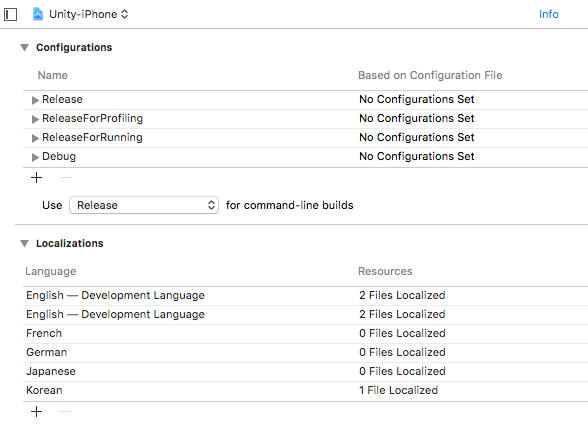 Unity-iPhone Info
Configurations
Name Based on Configuration File
Release No Configurations Set
ReleaseForProfiling No Configurations Set
ReleaseForRunning No Configurations Set
Debug No Configurations Set
Use Release for command-line builds
Localizations
Language Resources
English — Development Language 2 Files Localized
English — Development Language 2 Files Localized
French 0 Files Localized
German 0 Files Localized
Japanese 0 Files Localized
Korean 1 File Localized